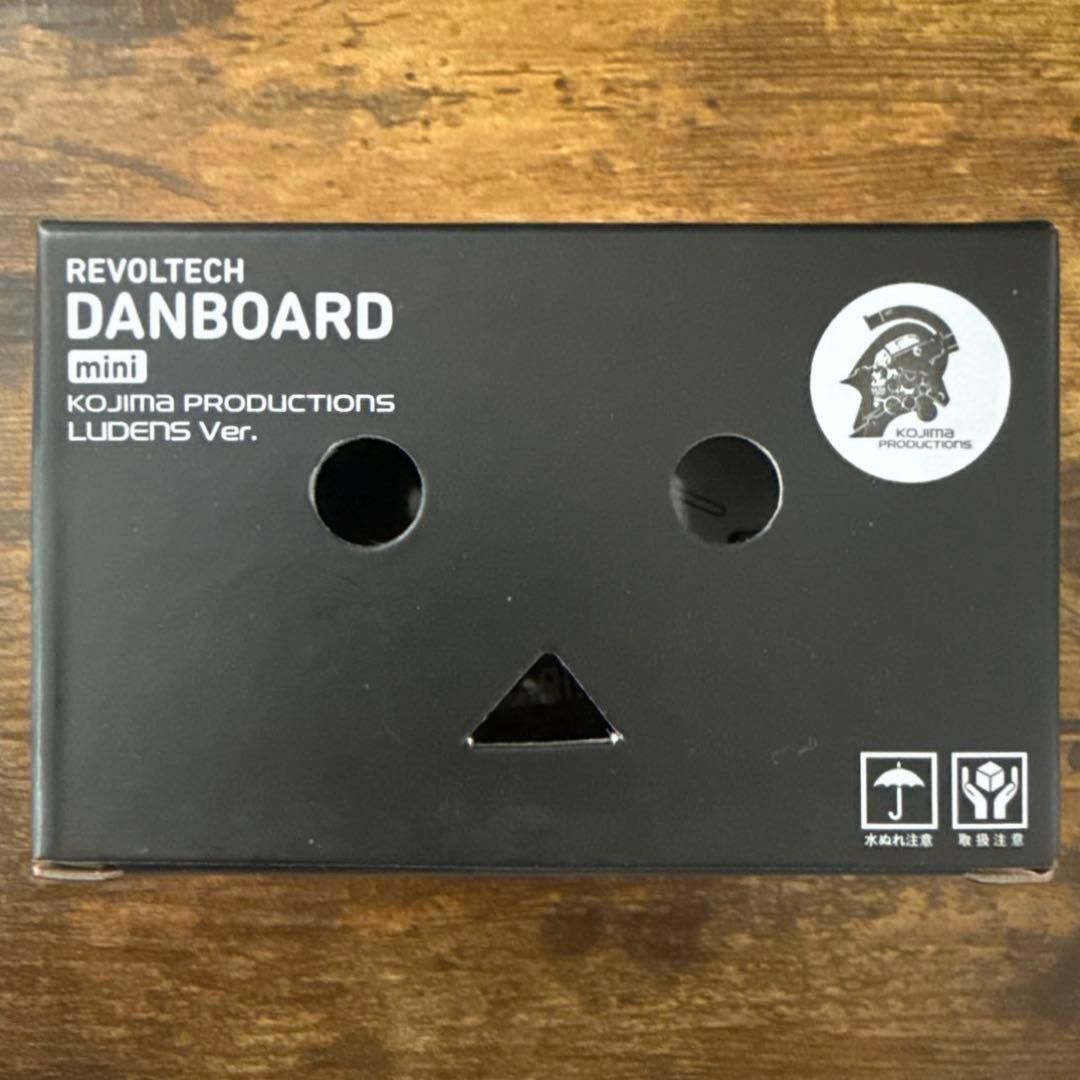 REVOLTECH
DANBOARD
mini
KOJIMA PRODUCTIONS
LUDENS Ver.
KOJIMA
PRODUCTIONS
水ぬれ注意
取扱注意